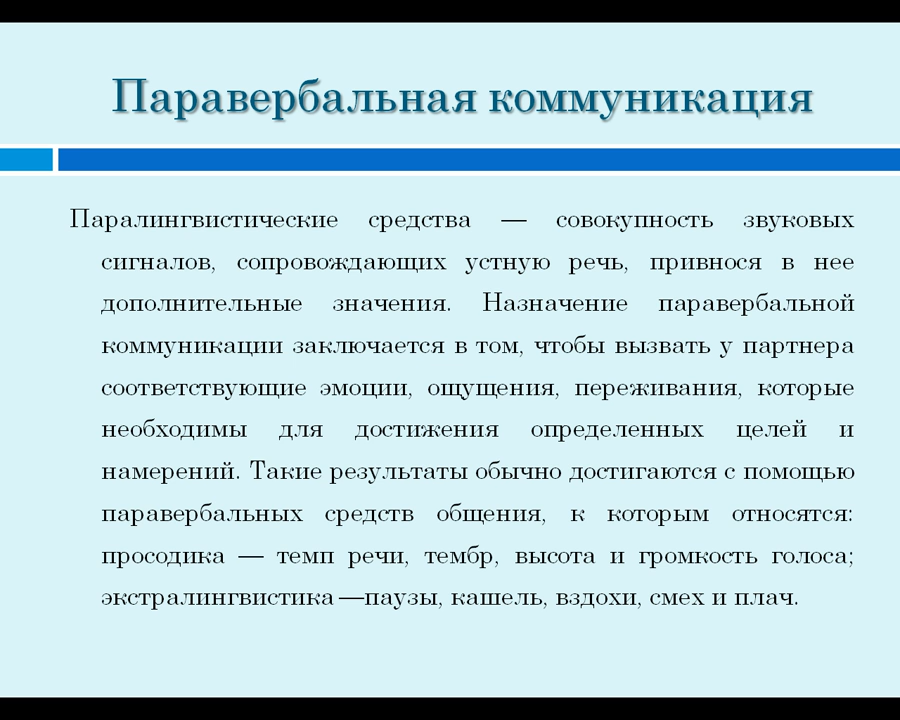 Паравербальная коммуникация
Паралингвистические средства — совокупность звуковых
сигналов, сопровождающих устную речь, привнося в нее
дополнительные значения. Назначение паравербальной
коммуникации заключается в том, чтобы вызвать у партнера
соответствующие эмоции, ощущения, переживания, которые
необходимы для достижения определенных целей и
намерений. Такие результаты обычно достигаются с помощью
паравербальных средств общения, к которым относятся:
просодика — темп речи, тембр, высота и громкость голоса;
экстралингвистика —паузы, кашель, вздохи, смех и плач.